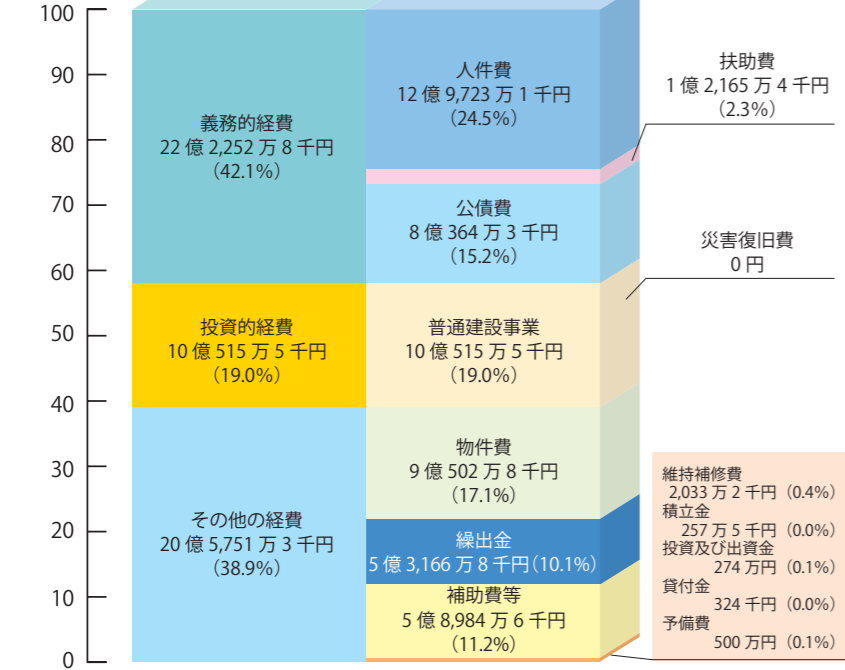 100
90
80
70
60
50
40
30
20
10
0
義務的経費
22 億 2,252 万 8 千円
（42.1%）
投資的経費
10 億 515 万 5 千円
（19.0%）
その他の経費
20 億 5,751 万 3 千円
（38.9%）
人件費
12 億 9,723 万 1 千円
（24.5%）
公債費
8 億 364 万 3 千円
（15.2%）
普通建設事業
10 億 515 万 5 千円
（19.0%）
物件費
9 億 502 万 8 千円
（17.1%）
繰出金
5 億 3,166 万 8 千円（10.1%）
補助費等
5 億 8,984 万 6 千円
（11.2%）
扶助費
1 億 2,165 万 4 千円
（2.3%）
災害復旧費
0 円
維持補修費
2,033 万 2 千円（0.4%）
積立金
257 万 5 千円（0.0%）
投資及び出資金
274 万円（0.1%）
貸付金
324 千円（0.0%）
予備費
500 万円（0.1%）